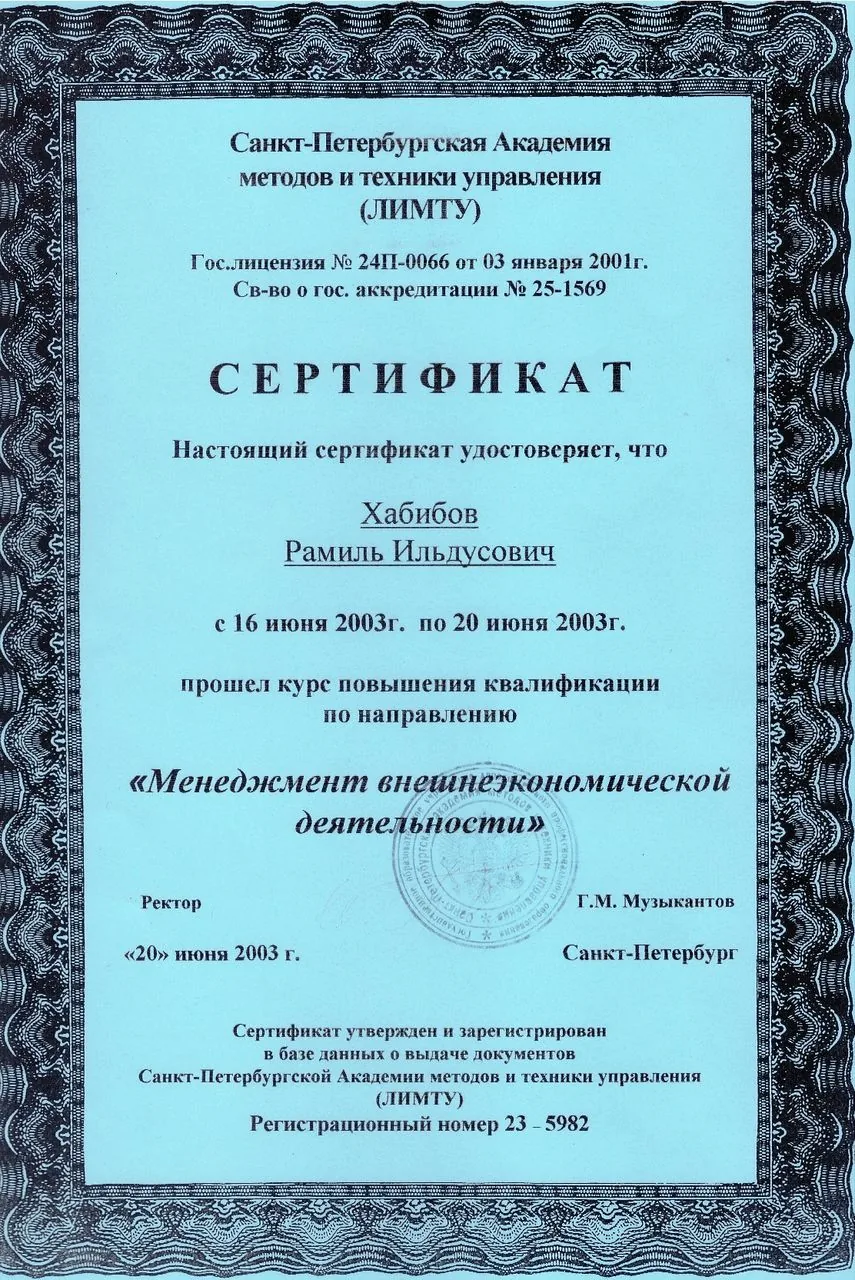 Санкт-Петербургская Академия
методов и техники управления
(ЛИМТУ)
Гос.лицензия № 24П-0066 от 03 января 2001г.
Св-во о гос. аккредитации № 25-1569
СЕРТИФИКАТ
Настоящий сертификат удостоверяет, что
Хабибов
Рамиль Ильдусович
с 16 июня 2003г. по 20 июня 2003г.
прошел курс повышения квалификации
по направлению
«Менеджмент внешнеэкономической
деятельности»
Ректор Г.М. Музыкантов
«20» июня 2003 г. Санкт-Петербург
Сертификат утвержден и зарегистрирован
в базе данных о выдаче документов
Санкт-Петербургской Академии методов и техники управления
(ЛИМТУ)
Регистрационный номер 23 - 5982